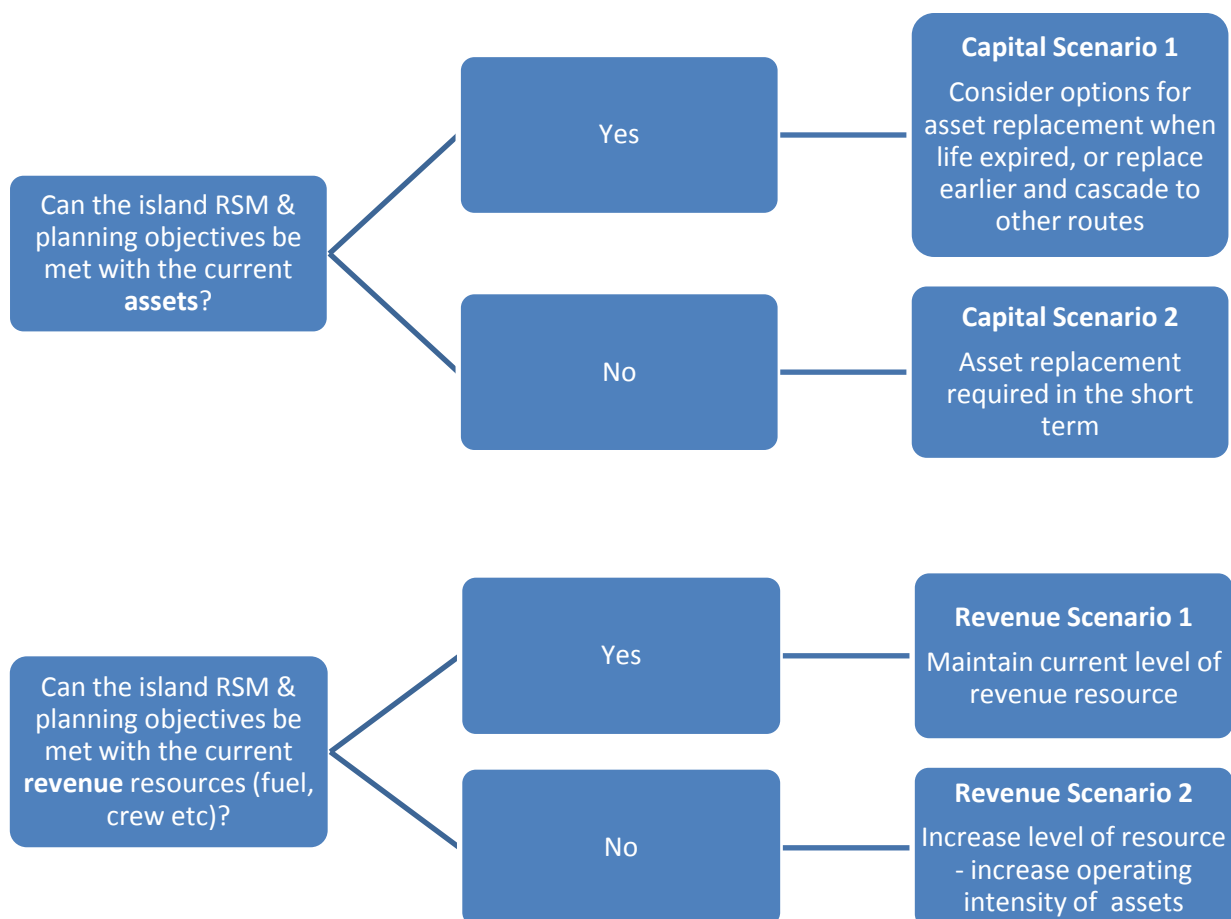 Can the island RSM &
planning objectives be
met with the current
assets?
Yes
Capital Scenario 1
Consider options for
asset replacement when
life expired, or replace
earlier and cascade to
other routes
No
Capital Scenario 2
Asset replacement
required in the short
term
Can the island RSM &
planning objectives be
met with the current
revenue resources (fuel,
crew etc)?
Yes
Revenue Scenario 1
Maintain current level of
revenue resource
No
Revenue Scenario 2
Increase level of resource
- increase operating
intensity of assets